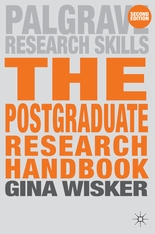 PALGRAVE
RESEARCH SKILLS
SECOND
EDITION
THE
POSTGRADUATE
RESEARCH
HANDBOOK
GINA WISKER